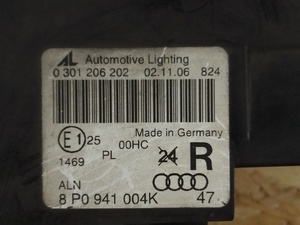 AL Automotive Lighting
0 301 206 202 02.11.06 824
Made in Germany
E1 25 00HC
1469 PL 24 R
ALN
8 P0 941 004K 47